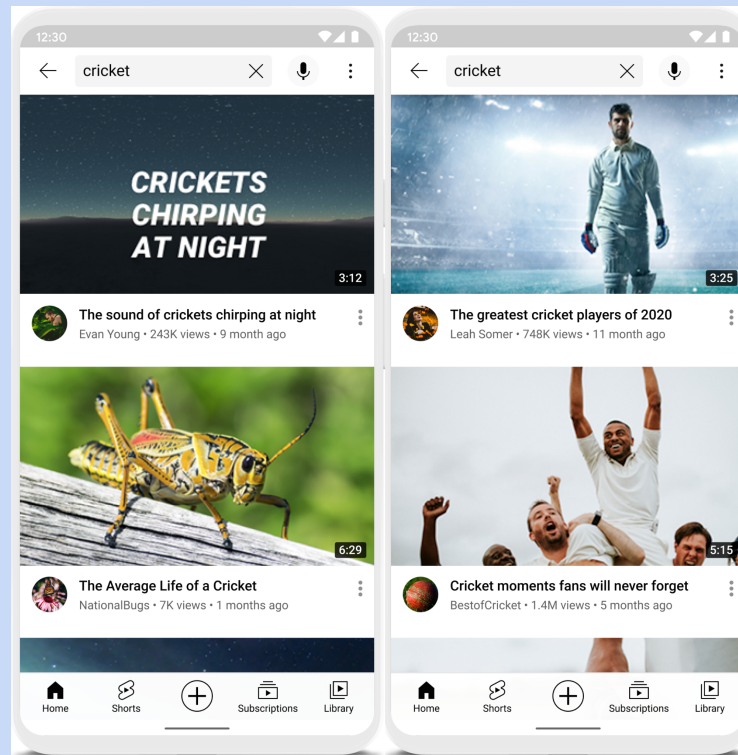 12:30
cricket
CRICKETS
CHIRPING
AT NIGHT
3:12
The sound of crickets chirping at night
Evan Young • 243K views • 9 month ago
6:29
The Average Life of a Cricket
NationalBugs • 7K views • 1 months ago
Home Shorts Subscriptions Library
12:30
cricket
3:25
The greatest cricket players of 2020
Leah Somer • 748K views • 11 month ago
5:15
Cricket moments fans will never forget
BestofCricket • 1.4M views • 5 months ago
Home Shorts Subscriptions Library